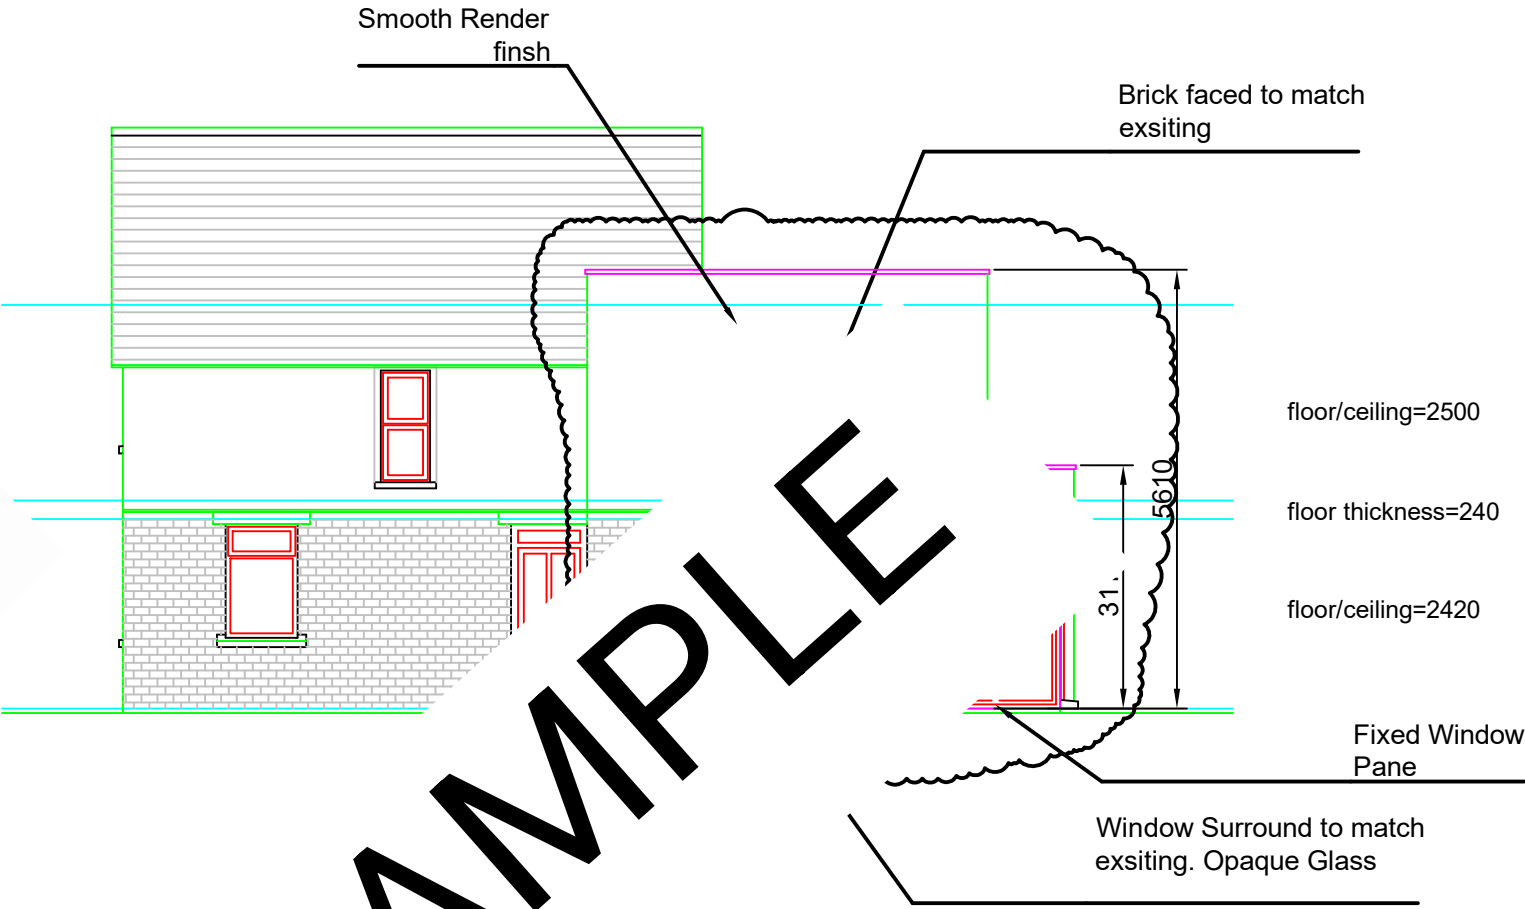 Smooth Render
finsh
Brick faced to match
exsiting
floor/ceiling=2500
5610
floor thickness=240
floor/ceiling=2420
Fixed Window
Pane
Window Surround to match
exsiting. Opaque Glass
AMPLE